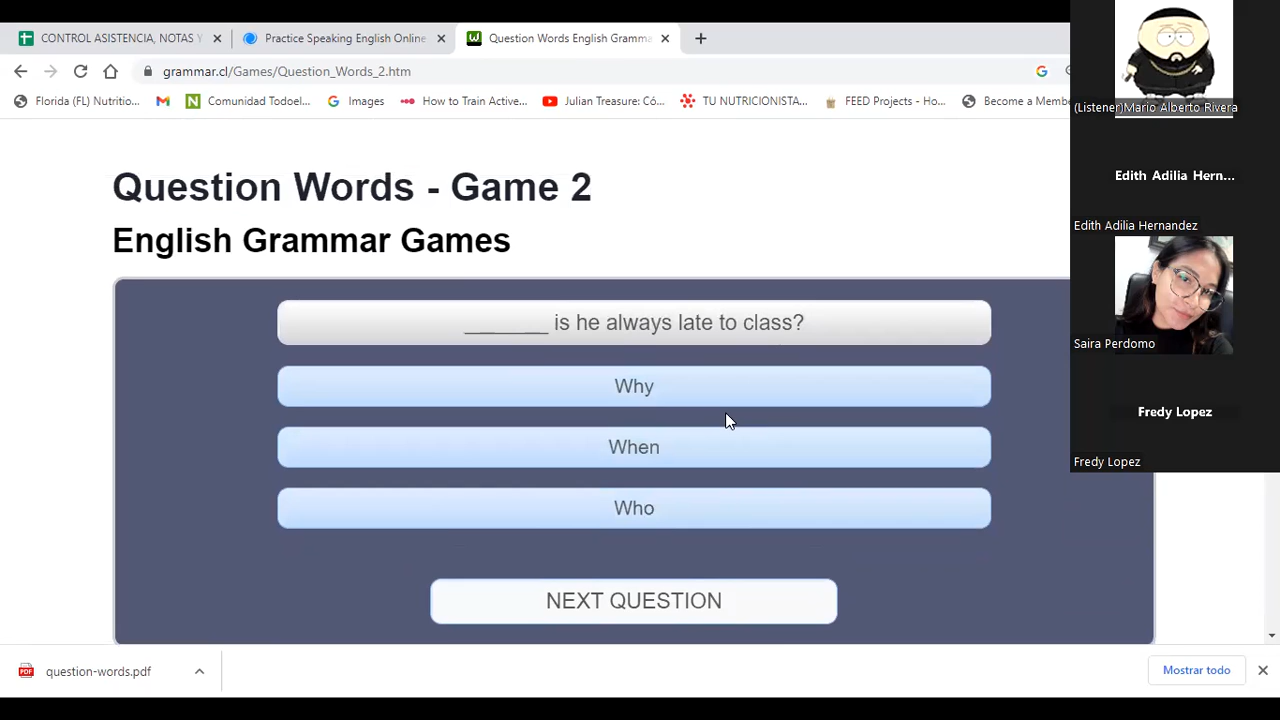 CONTROL ASISTENCIA, NOTAS Y
Practice Speaking English Online
Question Words English Gramma
grammar.cl/Games/Question_Words_2.htm
Florida (FL) Nutritio...
Comunidad Todoel...
Images
How to Train Active...
Julian Treasure: Có...
TU NUTRICIONISTA...
FEED Projects - Ho...
Become a Membe
Question Words - Game 2
English Grammar Games
_______ is he always late to class?
Why
When
Who
NEXT QUESTION
(Listener)Mario Alberto Rivera
Edith Adilia Hern...
Edith Adilia Hernandez
Saira Perdomo
Fredy Lopez
Fredy Lopez
PDF
question-words.pdf
Mostrar todo